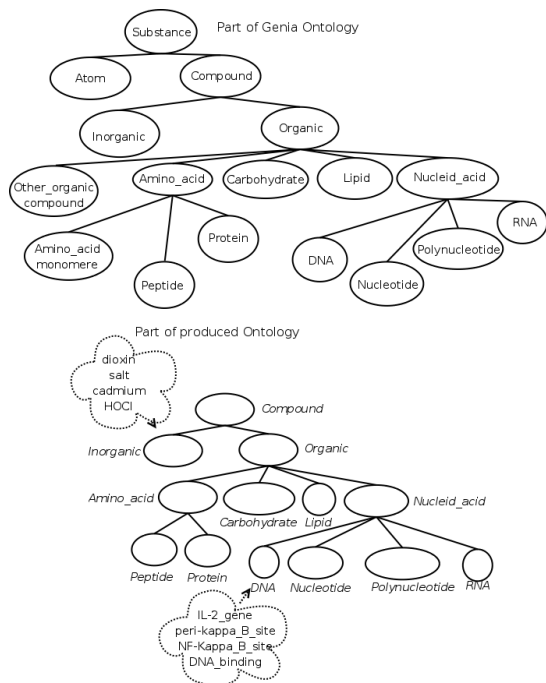 Part of Genia Ontology
Substance
Atom
Compound
Inorganic
Organic
Other_organic
compound
Amino_acid
Carbohydrate
Lipid
Nucleid_acid
Amino_acid
monomere
Peptide
Protein
DNA
Nucleotide
Polynucleotide
RNA
Part of produced Ontology
dioxin
salt
cadmium
HOCl
Compound
Inorganic
Organic
Amino_acid
Carbohydrate
Lipid
Nucleid_acid
Peptide
Protein
DNA
Nucleotide
Polynucleotide
RNA
IL-2_gene
peri-kappa_B_site
NF-Kappa_B_site
DNA_binding